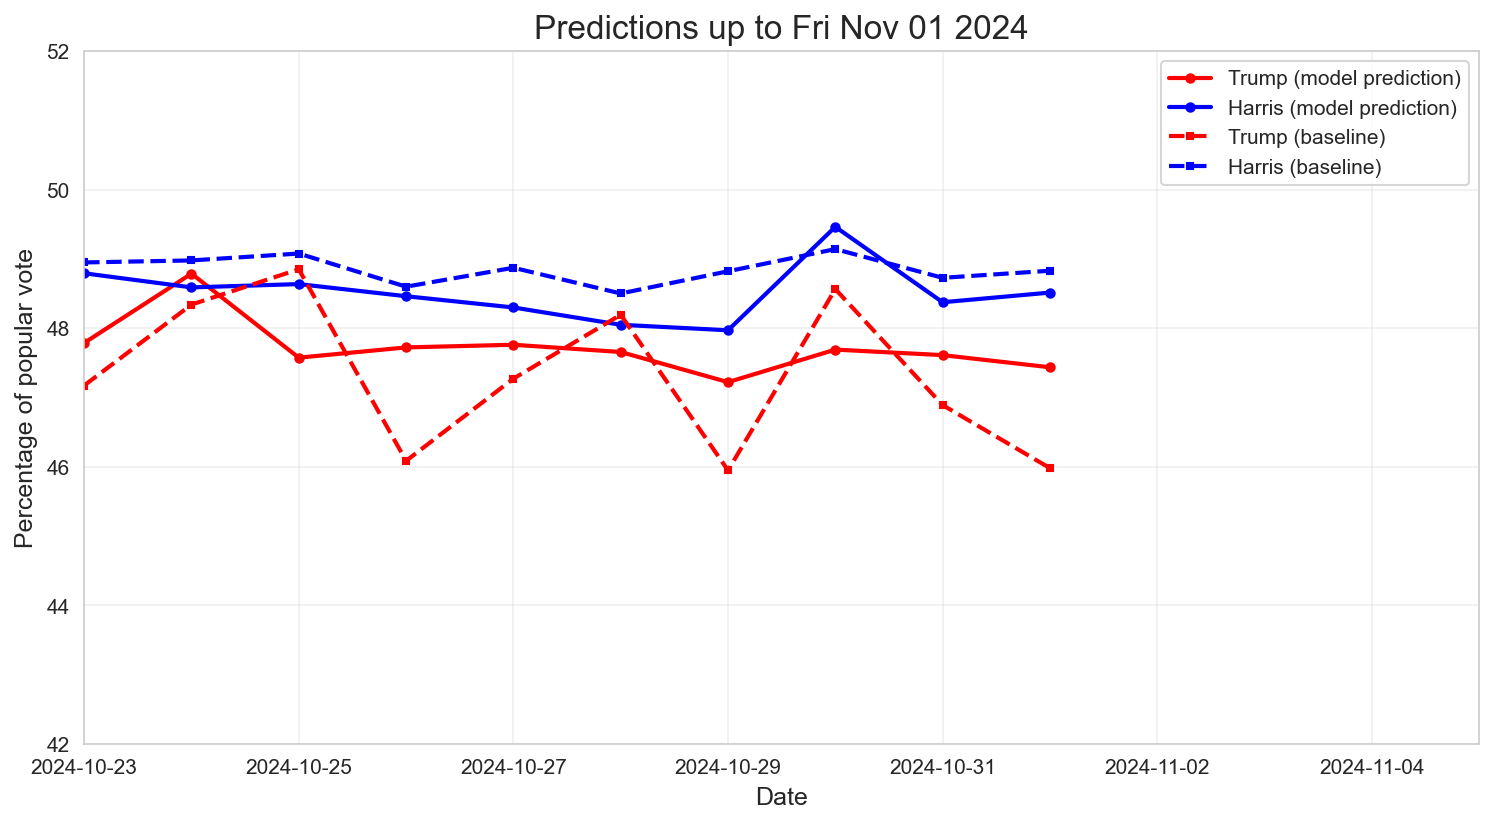 Predictions up to Fri Nov 01 2024
Trump (model prediction)
Harris (model prediction)
Trump (baseline)
Harris (baseline)
Percentage of popular vote
52
50
48
46
44
42
2024-10-23
2024-10-25
2024-10-27
2024-10-29
2024-10-31
2024-11-02
2024-11-04
Date